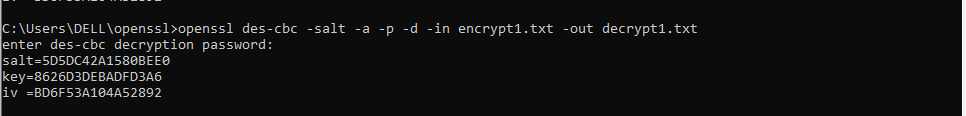 C:\Users\DELL\openssl>openssl des-cbc -salt -a -p -d -in encrypt1.txt -out decrypt1.txt
enter des-cbc decryption password:
salt=5D5DC42A1580BEE0
key=8626D3DEBADFD3A6
iv =BD6F53A104A52892